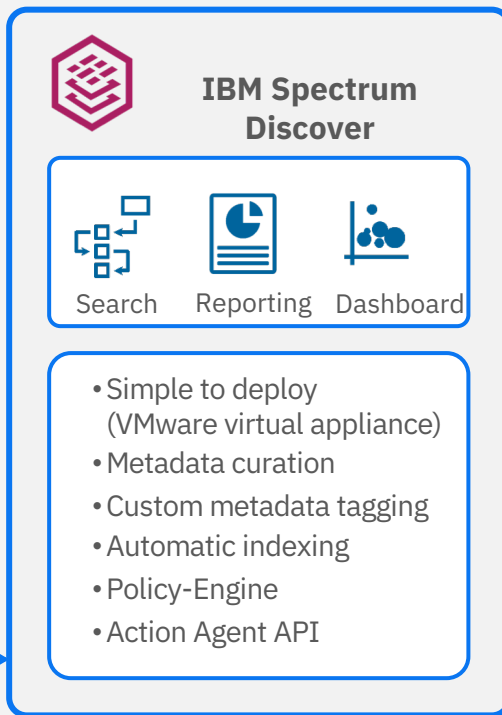 IBM Spectrum
Discover
Search Reporting Dashboard
• Simple to deploy
(VMware virtual appliance)
• Metadata curation
• Custom metadata tagging
• Automatic indexing
• Policy-Engine
• Action Agent API